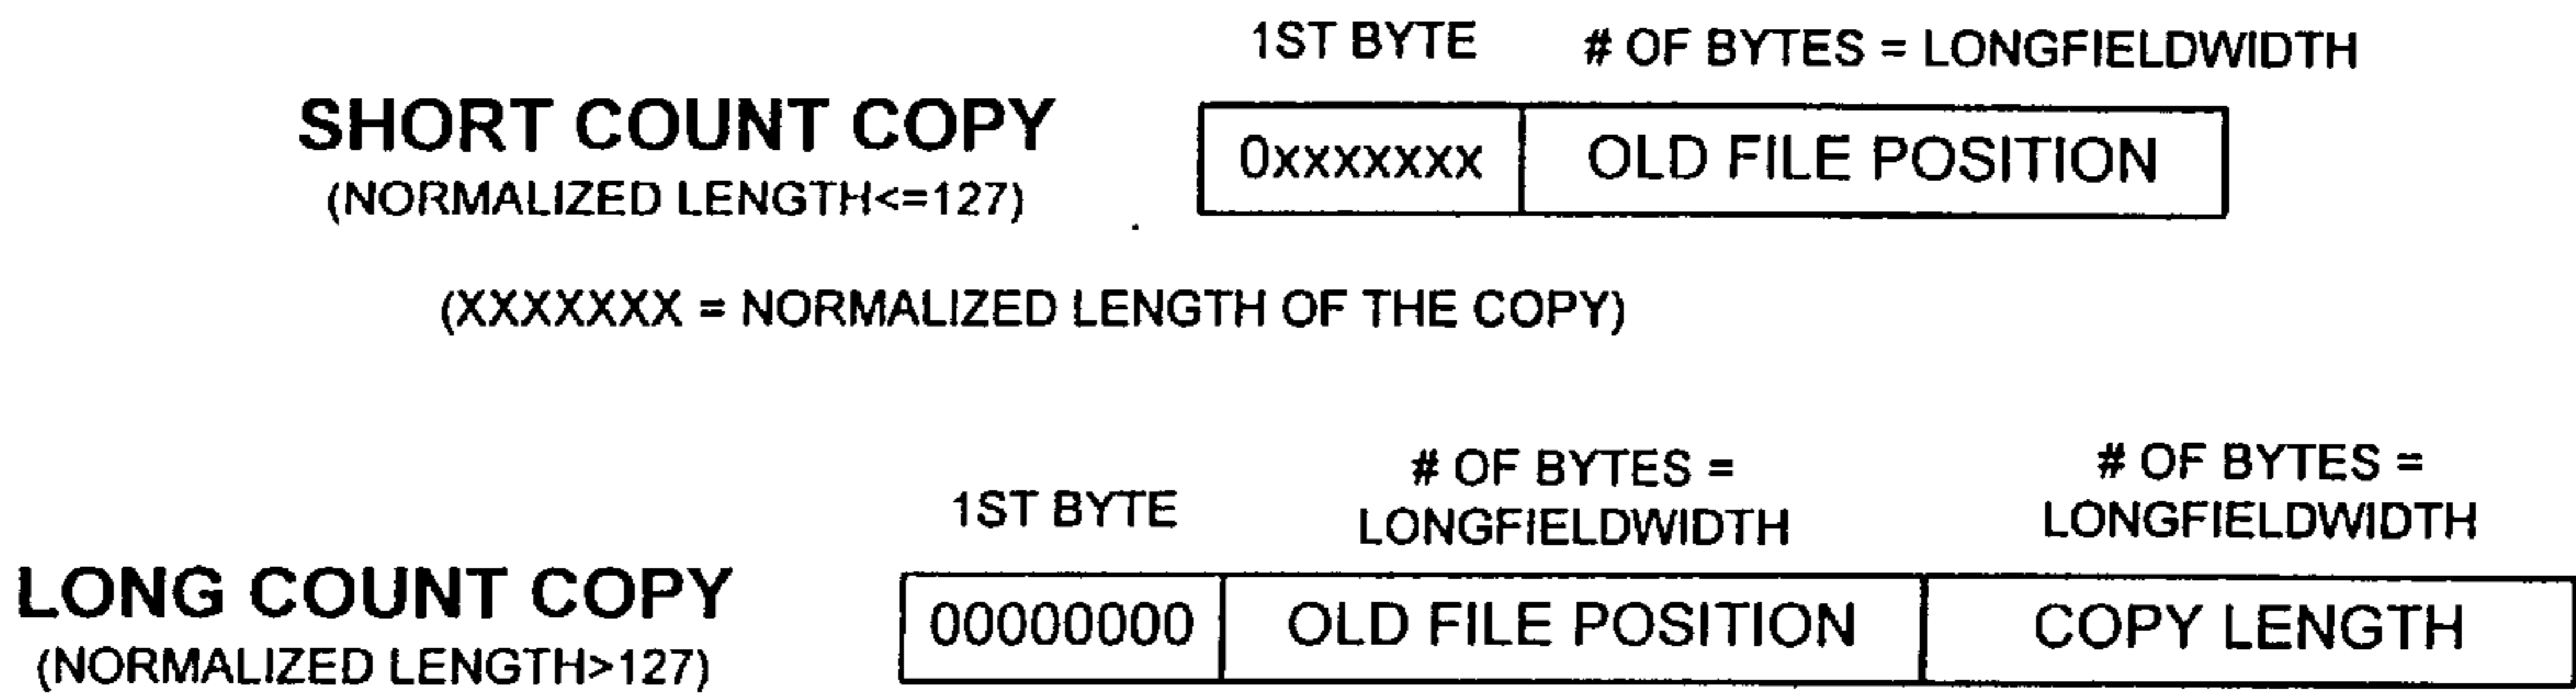 1ST BYTE # OF BYTES = LONGFIELDWIDTH
SHORT COUNT COPY
0xxxxxxx OLD FILE POSITION
(NORMALIZED LENGTH<=127)
(XXXXXXX = NORMALIZED LENGTH OF THE COPY)
1ST BYTE
# OF BYTES =
LONGFIELDWIDTH
# OF BYTES =
LONGFIELDWIDTH
LONG COUNT COPY
00000000 OLD FILE POSITION COPY LENGTH
(NORMALIZED LENGTH>127)